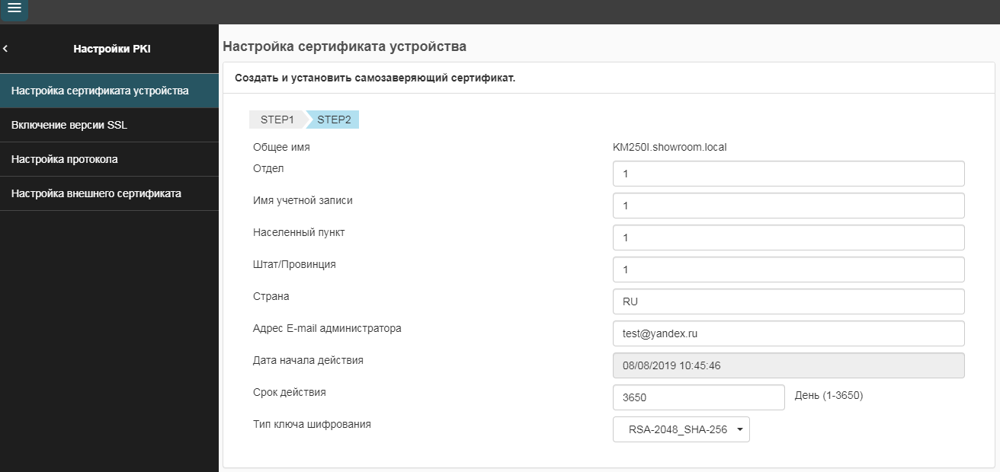 Настройки PKI
Настройка сертификата устройства
Включение версии SSL
Настройка протокола
Настройка внешнего сертификата
Настройка сертификата устройства
Создать и установить самозаверяющий сертификат.
STEP1 STEP2
Общее имя KM250I.showroom.local
Отдел 1
Имя учетной записи 1
Населенный пункт 1
Штат/Провинция 1
Страна RU
Адрес E-mail администратора test@yandex.ru
Дата начала действия 08/08/2019 10:45:46
Срок действия 3650 День (1-3650)
Тип ключа шифрования RSA-2048_SHA-256